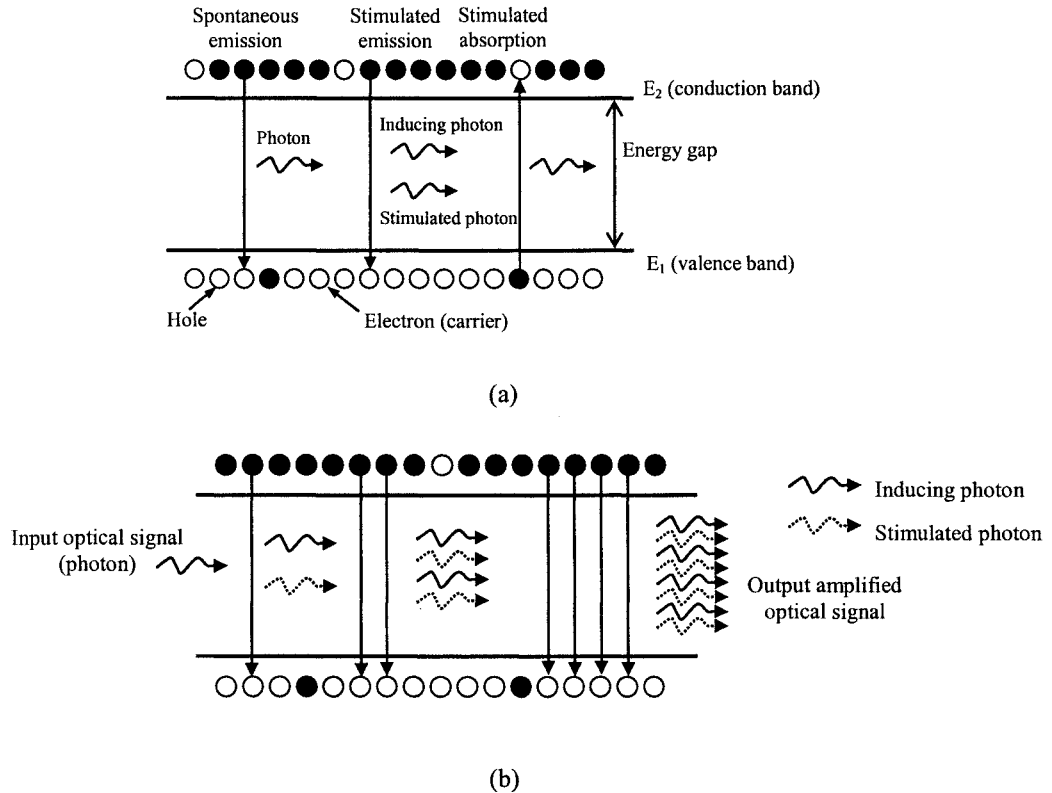 Spontaneous emission
Stimulated emission
Stimulated absorption
E₂ (conduction band)
Photon
Inducing photon
Energy gap
Stimulated photon
E₁ (valence band)
Hole
Electron (carrier)
(a)
Input optical signal
(photon)
Inducing photon
Stimulated photon
Output amplified
optical signal
(b)